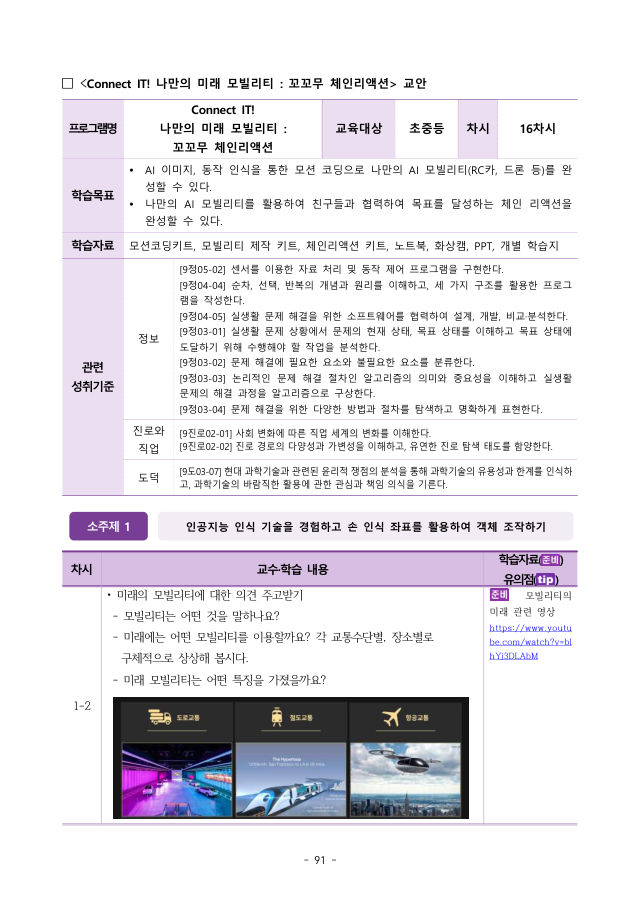 □ <Connect IT! 나만의 미래 모빌리티 : 꼬꼬무 체인리액션> 교안
프로그램명
Connect IT!
나만의 미래 모빌리티 :
꼬꼬무 체인리액션
교육대상
초중등
차시
16차시
학습목표
• AI 이미지, 동작 인식을 통한 모션 코딩으로 나만의 AI 모빌리티(RC카, 드론 등)를 완
성할 수 있다.
• 나만의 AI 모빌리티를 활용하여 친구들과 협력하여 목표를 달성하는 체인 리액션을
완성할 수 있다.
학습자료
모션코딩키트, 모빌리티 제작 키트, 체인리액션 키트, 노트북, 화상캠, PPT, 개별 학습지
관련
성취기준
정보
[9정05-02] 센서를 이용한 자료 처리 및 동작 제어 프로그램을 구현한다.
[9정04-04] 순차, 선택, 반복의 개념과 원리를 이해하고, 세 가지 구조를 활용한 프로그
램을 작성한다.
[9정04-05] 실생활 문제 해결을 위한 소프트웨어를 협력하여 설계, 개발, 비교·분석한다.
[9정03-01] 실생활 문제 상황에서 문제의 현재 상태, 목표 상태를 이해하고 목표 상태에
도달하기 위해 수행해야 할 작업을 분석한다.
[9정03-02] 문제 해결에 필요한 요소와 불필요한 요소를 분류한다.
[9정03-03] 논리적인 문제 해결 절차인 알고리즘의 의미와 중요성을 이해하고 실생활
문제의 해결 과정을 알고리즘으로 구상한다.
[9정03-04] 문제 해결을 위한 다양한 방법과 절차를 탐색하고 명확하게 표현한다.
진로와
직업
[9진로02-01] 사회 변화에 따른 직업 세계의 변화를 이해한다.
[9진로02-02] 진로 경로의 다양성과 가변성을 이해하고, 유연한 진로 탐색 태도를 함양한다.
도덕
[9도03-07] 현대 과학기술과 관련된 윤리적 쟁점의 분석을 통해 과학기술의 유용성과 한계를 인식하
고, 과학기술의 바람직한 활용에 관한 관심과 책임 의식을 기른다.
소주제 1
인공지능 인식 기술을 경험하고 손 인식 좌표를 활용하여 객체 조작하기
차시
교수·학습 내용
학습자료(준비)
유의점(tip)
1-2
• 미래의 모빌리티에 대한 의견 주고받기
- 모빌리티는 어떤 것을 말하나요?
- 미래에는 어떤 모빌리티를 이용할까요? 각 교통수단별, 장소별로
구체적으로 상상해 봅시다.
- 미래 모빌리티는 어떤 특징을 가졌을까요?
도로교통
철도교통
항공교통
The Hyperloop
준비 모빌리티의
미래 관련 영상
https://www.youtu
be.com/watch?v=bl
hYi3DLAbM
- 91 -